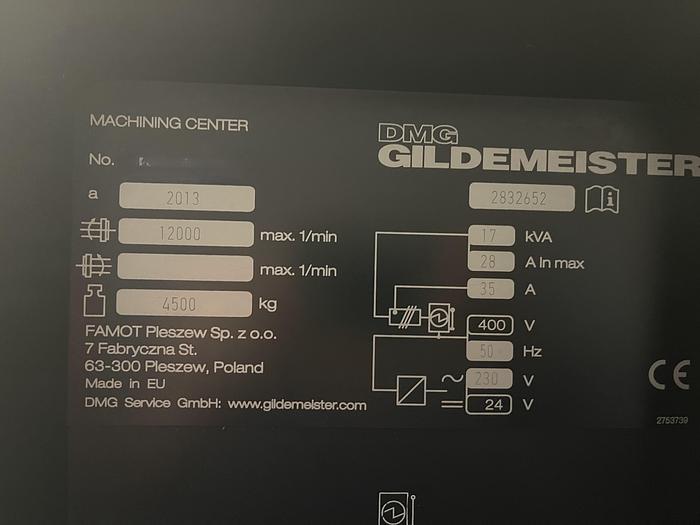 MACHINING CENTER
DMG
GILDEMEISTER
No.
a 2013
2832652
12000 max. 1/min
17 kVA
max. 1/min
28 A In max
4500 kg
35 A
400 V
50 Hz
230 V
24 V
FAMOT Pleszew Sp. z o.o.
7 Fabryczna St.
63-300 Pleszew, Poland
Made in EU
DMG Service GmbH: www.gildemeister.com
CE
2753739